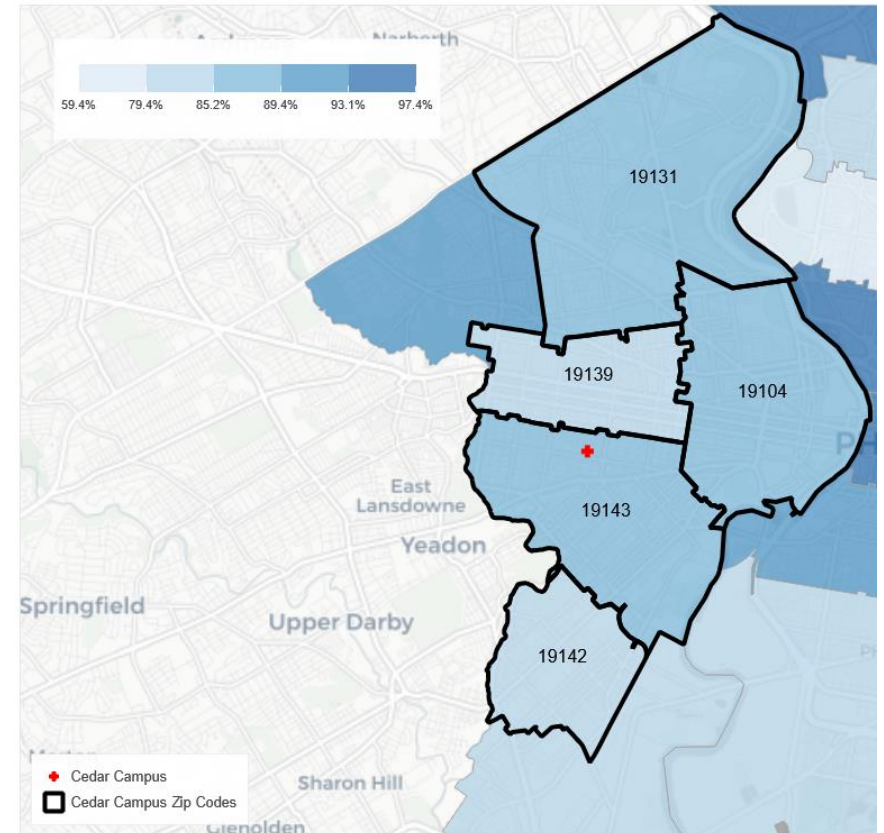 Narberth
59.4% 79.4% 85.2% 89.4% 93.1% 97.4%
19131
19139
19104
East
Lansdowne
19143
Yeadon
Springfield
Upper Darby
19142
Cedar Campus
Cedar Campus Zip Codes
Sharon Hill
Glenolden